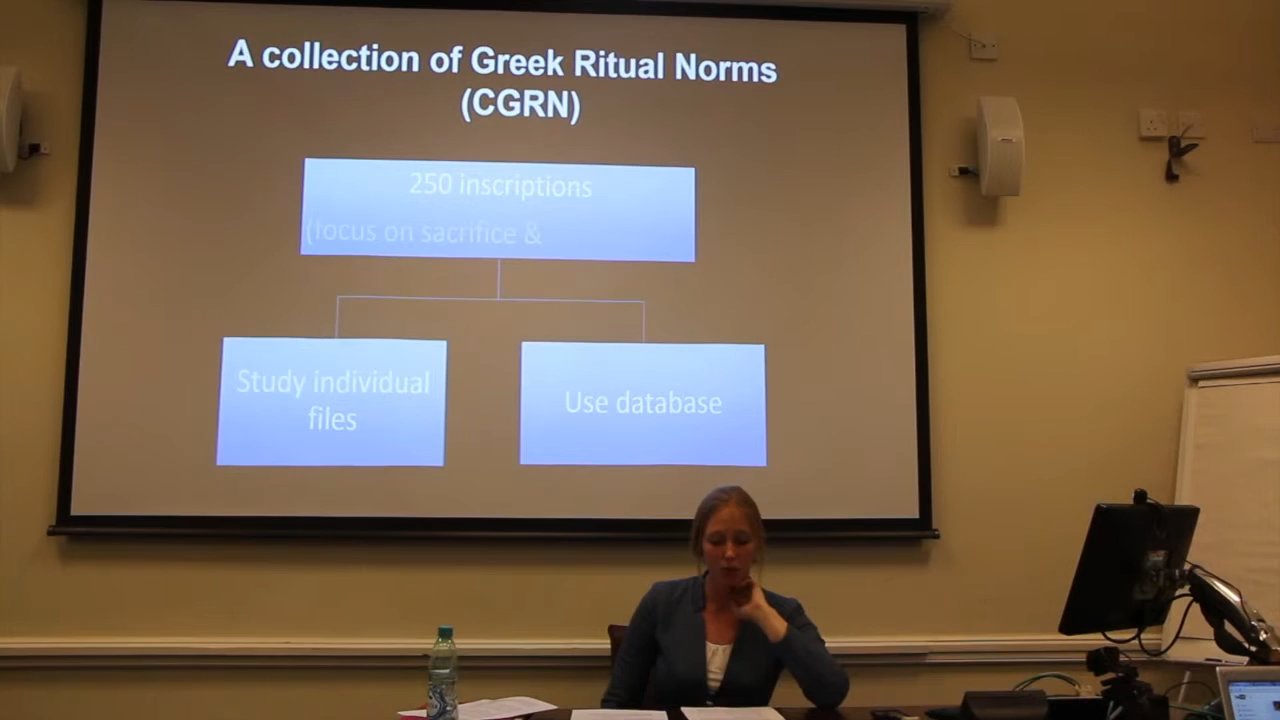 A collection of Greek Ritual Norms
(CGRN)
250 inscriptions
(focus on sacrifice &
Study individual
files
Use database